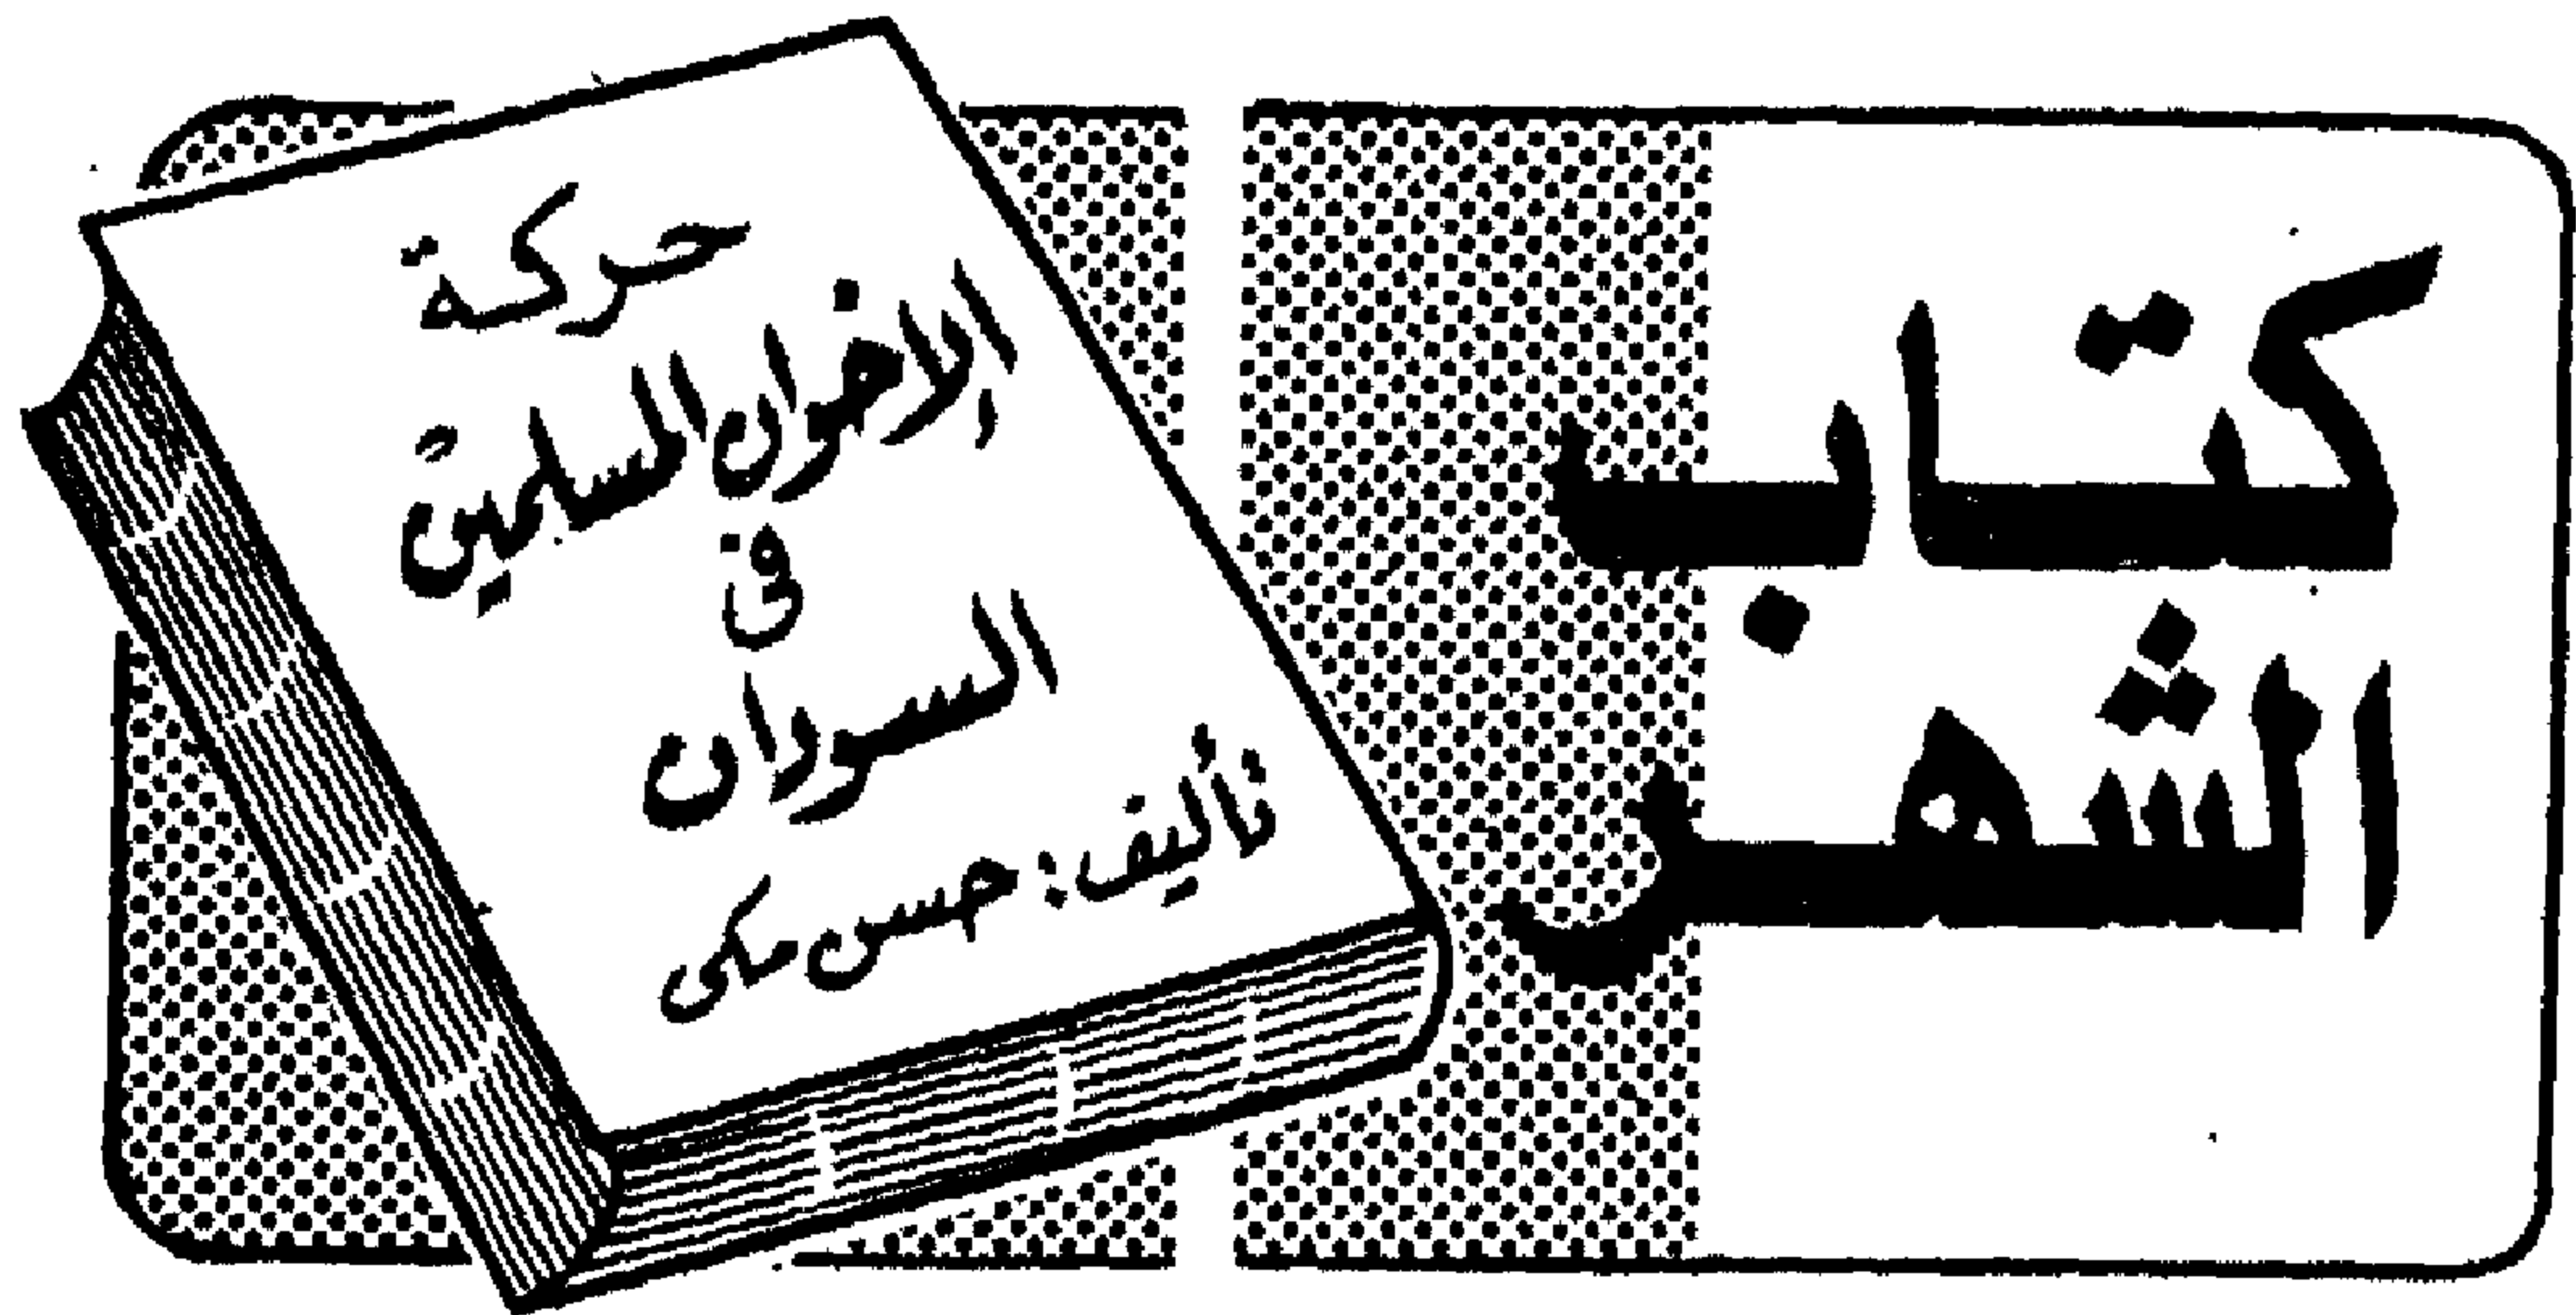 كتاب
الشهر
حركة
الإخوان المسلمين
فى
السودان
تأليف: حسن مكى